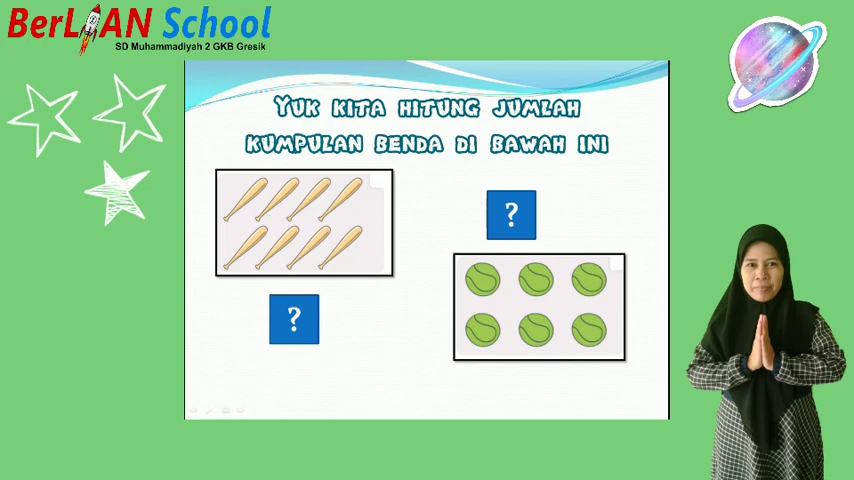 BerLIAN School
SD Muhammadiyah 2 GKB Gresik
YUK KITA HITUNG JUMLAH
KUMPULAN BENDA DI BAWAH INI
?
?